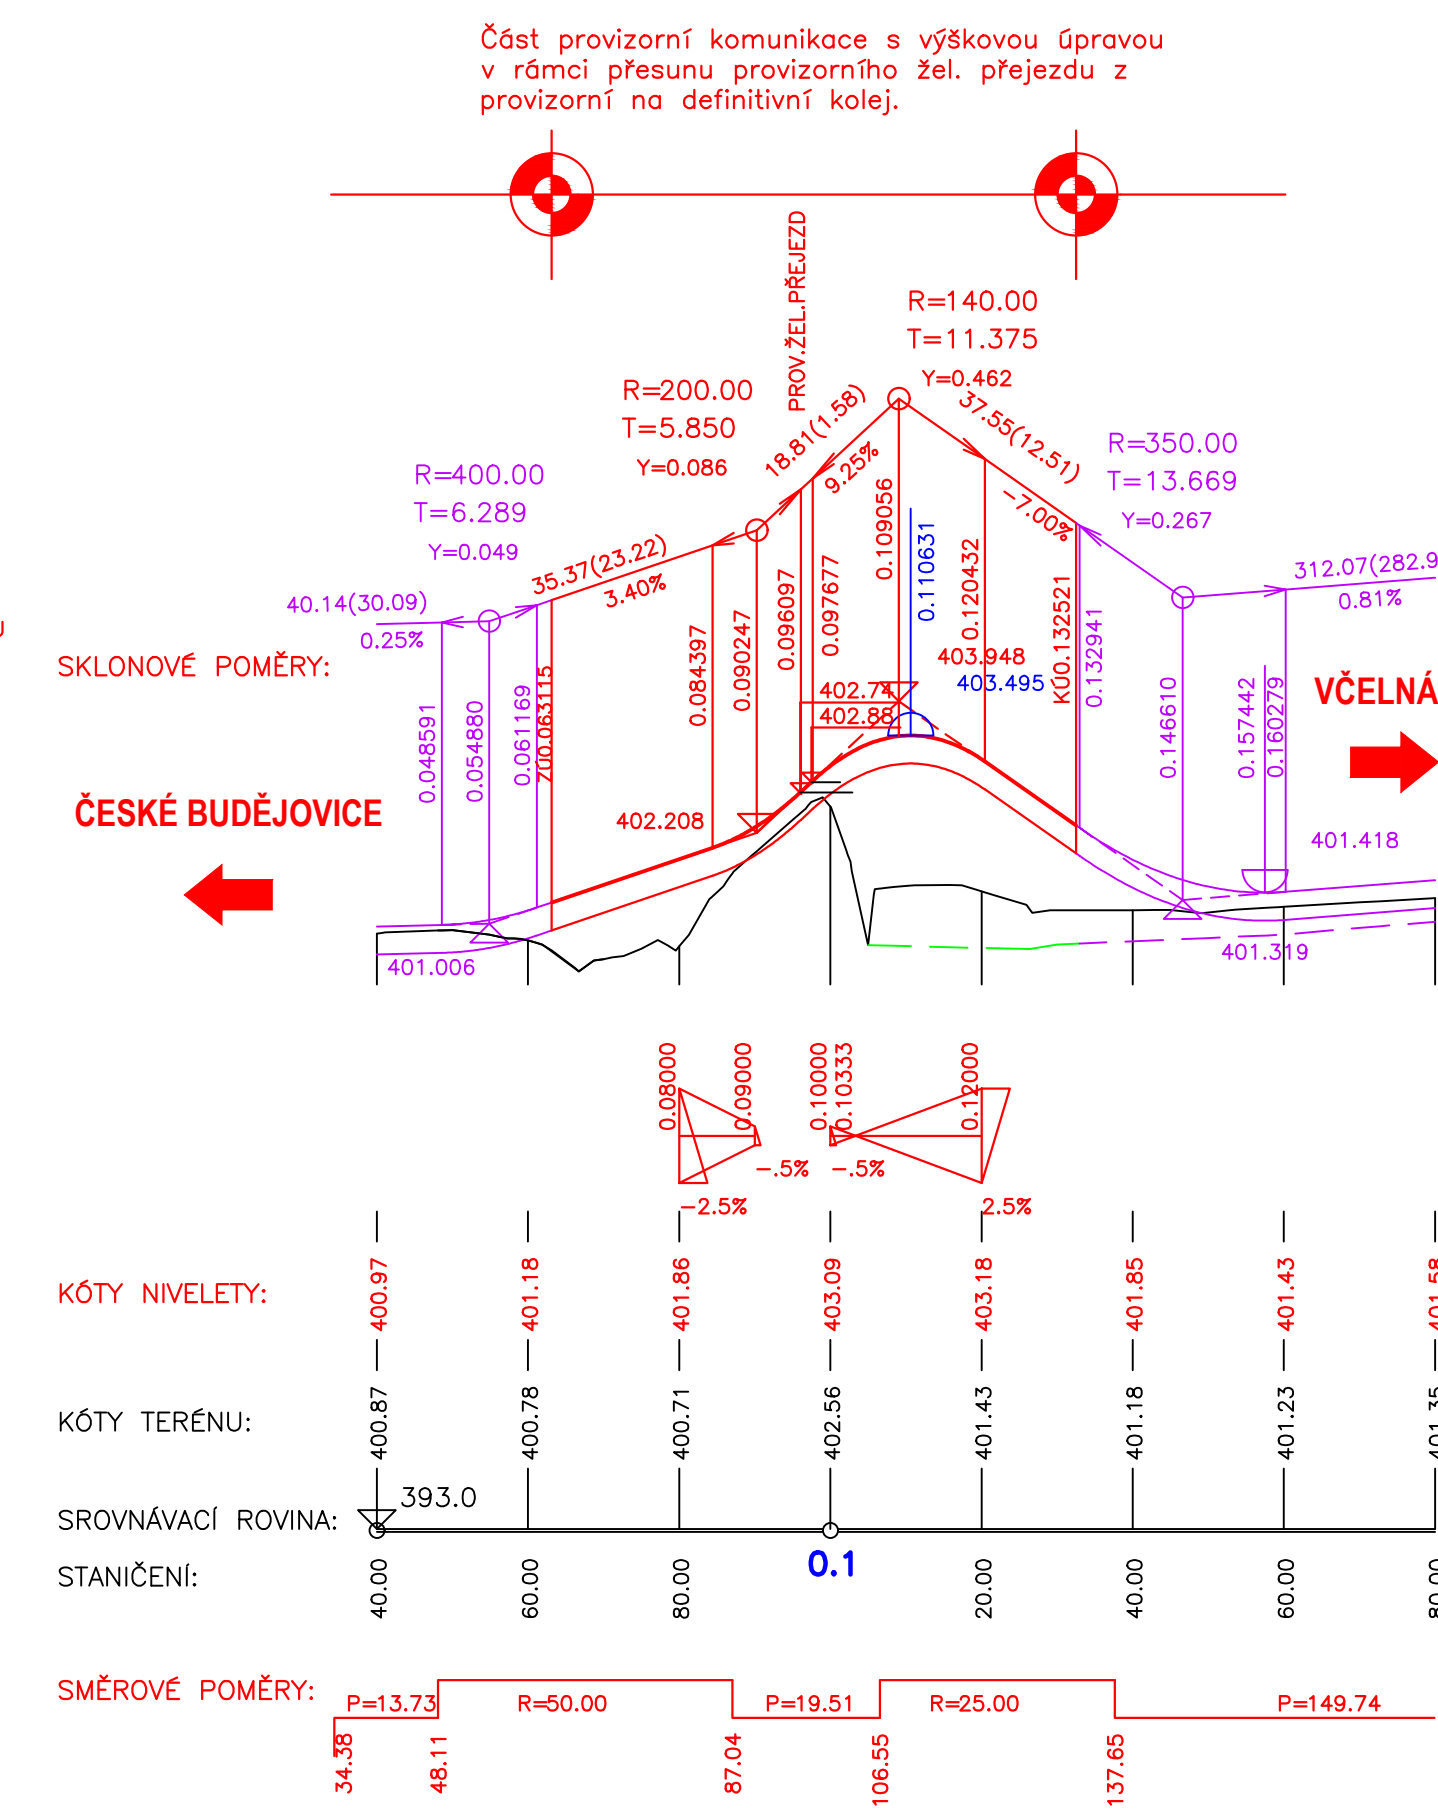 Část provizorní komunikace s výškovou úpravou
v rámci přesunu provizorního žel. přejezdu z
provizorní na definitivní kolej.
PROV.ŽEL.PŘEJEZD
R=140.00
T=11.375
Y=0.462
R=200.00
T=5.850
Y=0.086
R=400.00
T=6.289
Y=0.049
R=350.00
T=13.669
Y=0.267
40.14(30.09)
0.25%
35.37(23.22)
3.40%
18.81(1.58)
9.25%
37.55(12.51)
-7.00%
312.07(282.9
0.81%
SKLONOVÉ POMĚRY:
0.048591
0.054880
0.061169
ZÚ0.063115
0.084397
0.090247
0.096097
0.097677
0.109056
0.110631
0.120432
KÚ0.132521
0.132941
0.146610
0.157442
0.160279
403.948
403.495
402.74
402.88
402.208
401.418
401.006
401.319
VČELNÁ
ČESKÉ BUDĚJOVICE
0.08000
0.09000
0.10000
0.10333
0.12000
-.5%
-.5%
-2.5%
2.5%
KÓTY NIVELETY:
400.97
401.18
401.86
403.09
403.18
401.85
401.43
401.58
KÓTY TERÉNU:
400.87
400.78
400.71
402.56
401.43
401.18
401.23
401.35
SROVNÁVACÍ ROVINA:
393.0
STANIČENÍ:
40.00
60.00
80.00
0.1
20.00
40.00
60.00
80.00
SMĚROVÉ POMĚRY:
P=13.73
R=50.00
P=19.51
R=25.00
P=149.74
34.38
48.11
87.04
106.55
137.65